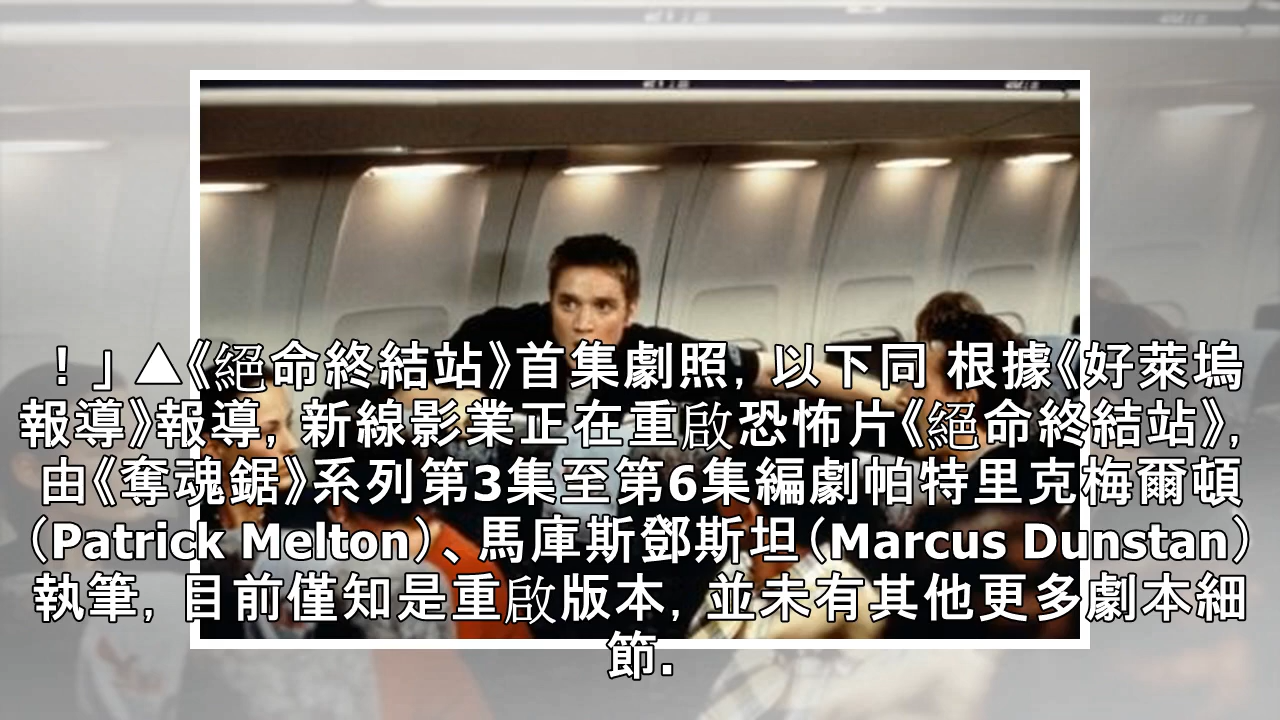 ！」▲《絕命終結站》首集劇照, 以下同 根據《好萊塢
報導》報導, 新線影業正在重啟恐怖片《絕命終結站》,
由《奪魂鋸》系列第3集至第6集編劇帕特里克梅爾頓
（Patrick Melton）、馬庫斯鄧斯坦（Marcus Dunstan）
執筆, 目前僅知是重啟版本, 並未有其他更多劇本細
節.